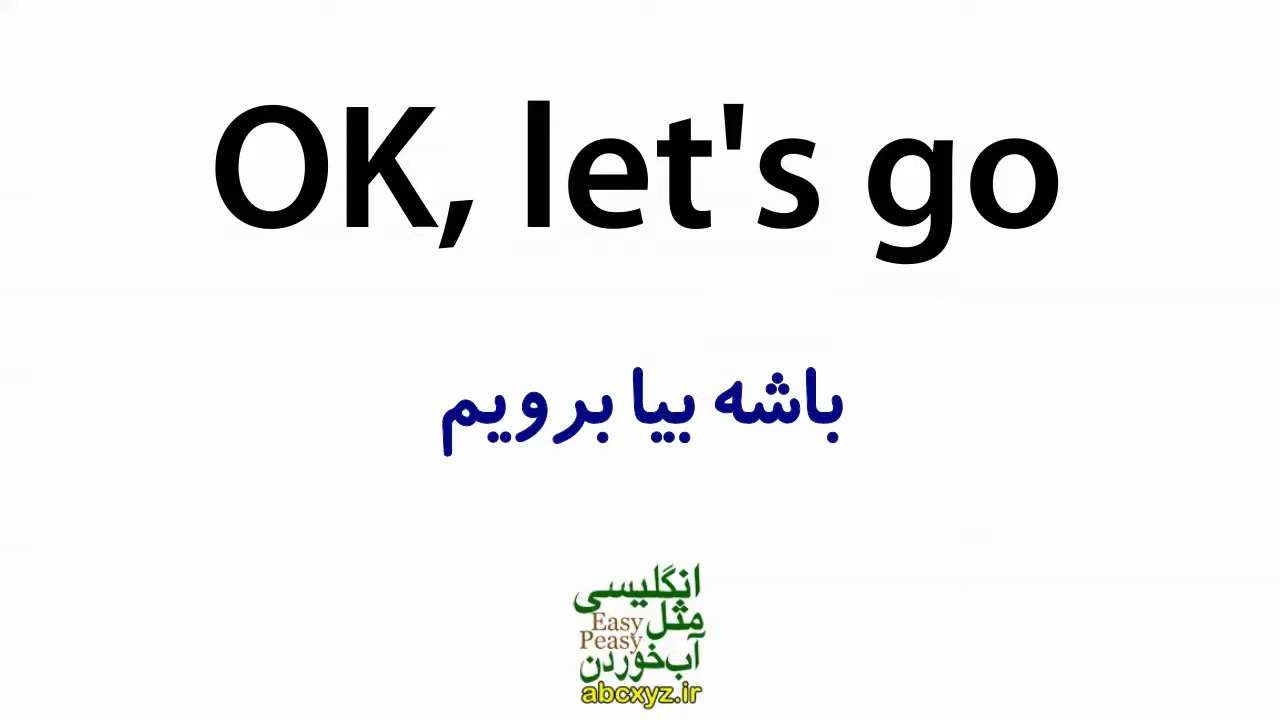 OK, let's go
باشه بیا برویم
انگلیسی
مثل
Easy
Peasy
آب‌خوردن
abcxyz.ir